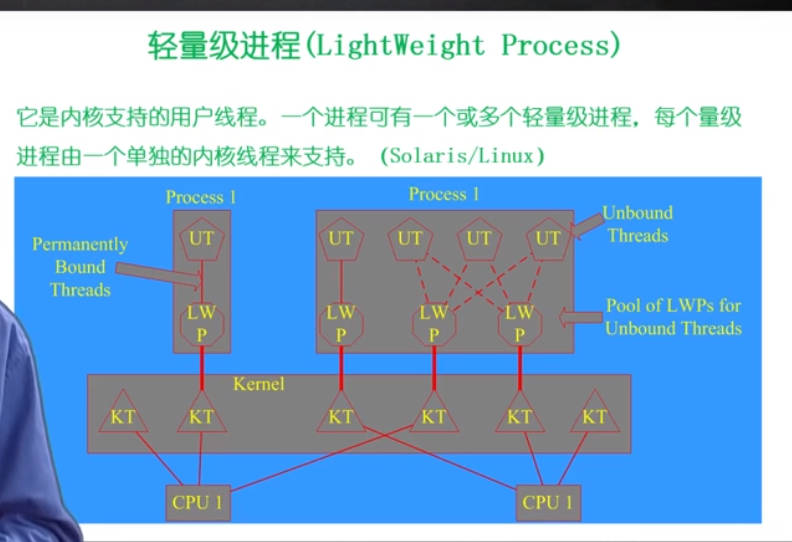 轻量级进程(LightWeight Process)
它是内核支持的用户线程。一个进程可有一个或多个轻量级进程，每个量级
进程由一个单独的内核线程来支持。（Solaris/Linux）
Process 1
Process 1
Unbound
Threads
Permanently
Bound
Threads
UT
UT
UT
UT
UT
LW
P
LW
P
LW
P
LW
P
Pool of LWPs for
Unbound Threads
Kernel
KT
KT
KT
KT
KT
KT
CPU 1
CPU 1